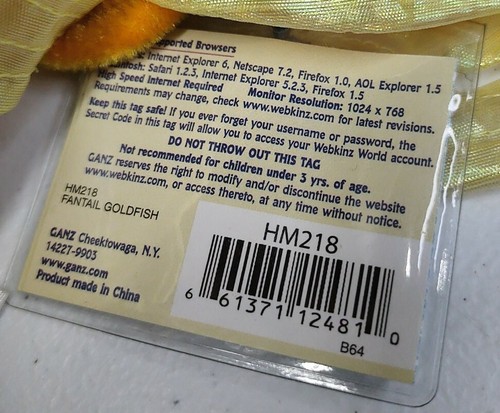 Supported Browsers
Internet Explorer 6, Netscape 7.2, Firefox 1.0, AOL Explorer 1.5
Safari 1.2.3, Internet Explorer 5.2.3, Firefox 1.5
High Speed Internet Required Monitor Resolution: 1024 x 768
Requirements may change, check www.webkinz.com for latest revisions.
Keep this tag safe! If you ever forget your username or password, the
Secret Code in this tag will allow you to access your Webkinz World account.
DO NOT THROW OUT THIS TAG
Not recommended for children under 3 yrs. of age.
GANZ reserves the right to modify and/or discontinue the website
www.webkinz.com, or access thereto, at any time without notice.
HM218
FANTAIL GOLDFISH
GANZ Cheektowaga, N.Y.
14227-9903
www.ganz.com
Product made in China
HM218
6 61371 12481 0
B64